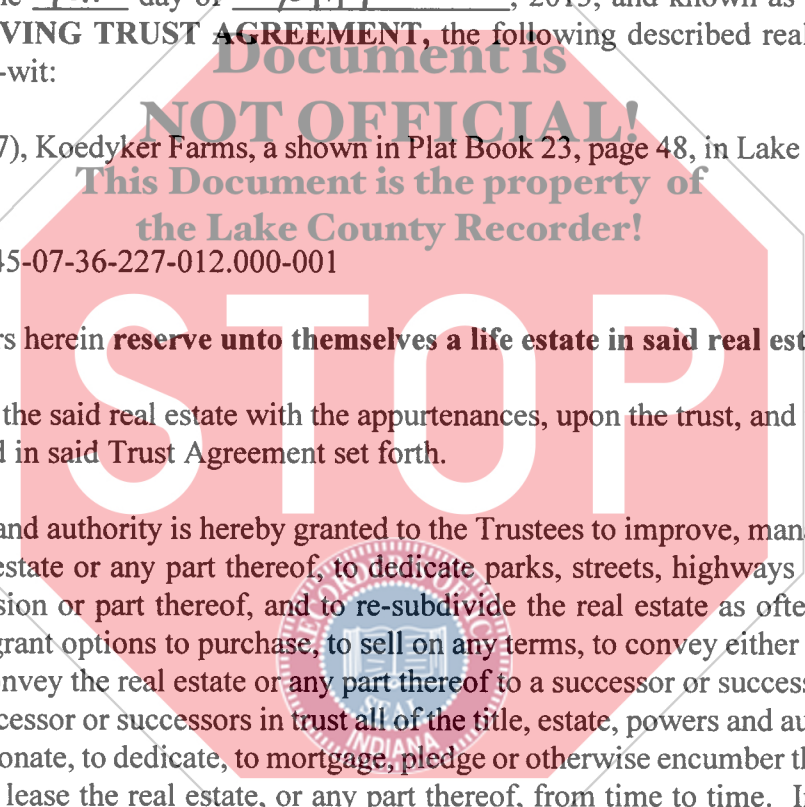 day of , 2015, and known as
VING TRUST AGREEMENT, the following described real
Document is
-wit:
NOT OFFICIAL!
7), Koedyker Farms, a shown in Plat Book 23, page 48, in Lake
This Document is the property of
the Lake County Recorder!
45-07-36-227-012.000-001
STOP
rs herein reserve unto themselves a life estate in said real est
the said real estate with the appurtenances, upon the trust, and
d in said Trust Agreement set forth.
and authority is hereby granted to the Trustees to improve, man
estate or any part thereof, to dedicate parks, streets, highways
sion or part thereof, and to re-subdivide the real estate as ofte
grant options to purchase, to sell on any terms, to convey either
onvey the real estate or any part thereof to a successor or success
SEAL
ccessor or successors in trust all of the title, estate, powers and au
INDIANA
onate, to dedicate, to mortgage, pledge or otherwise encumber th
lease the real estate, or any part thereof, from time to time.